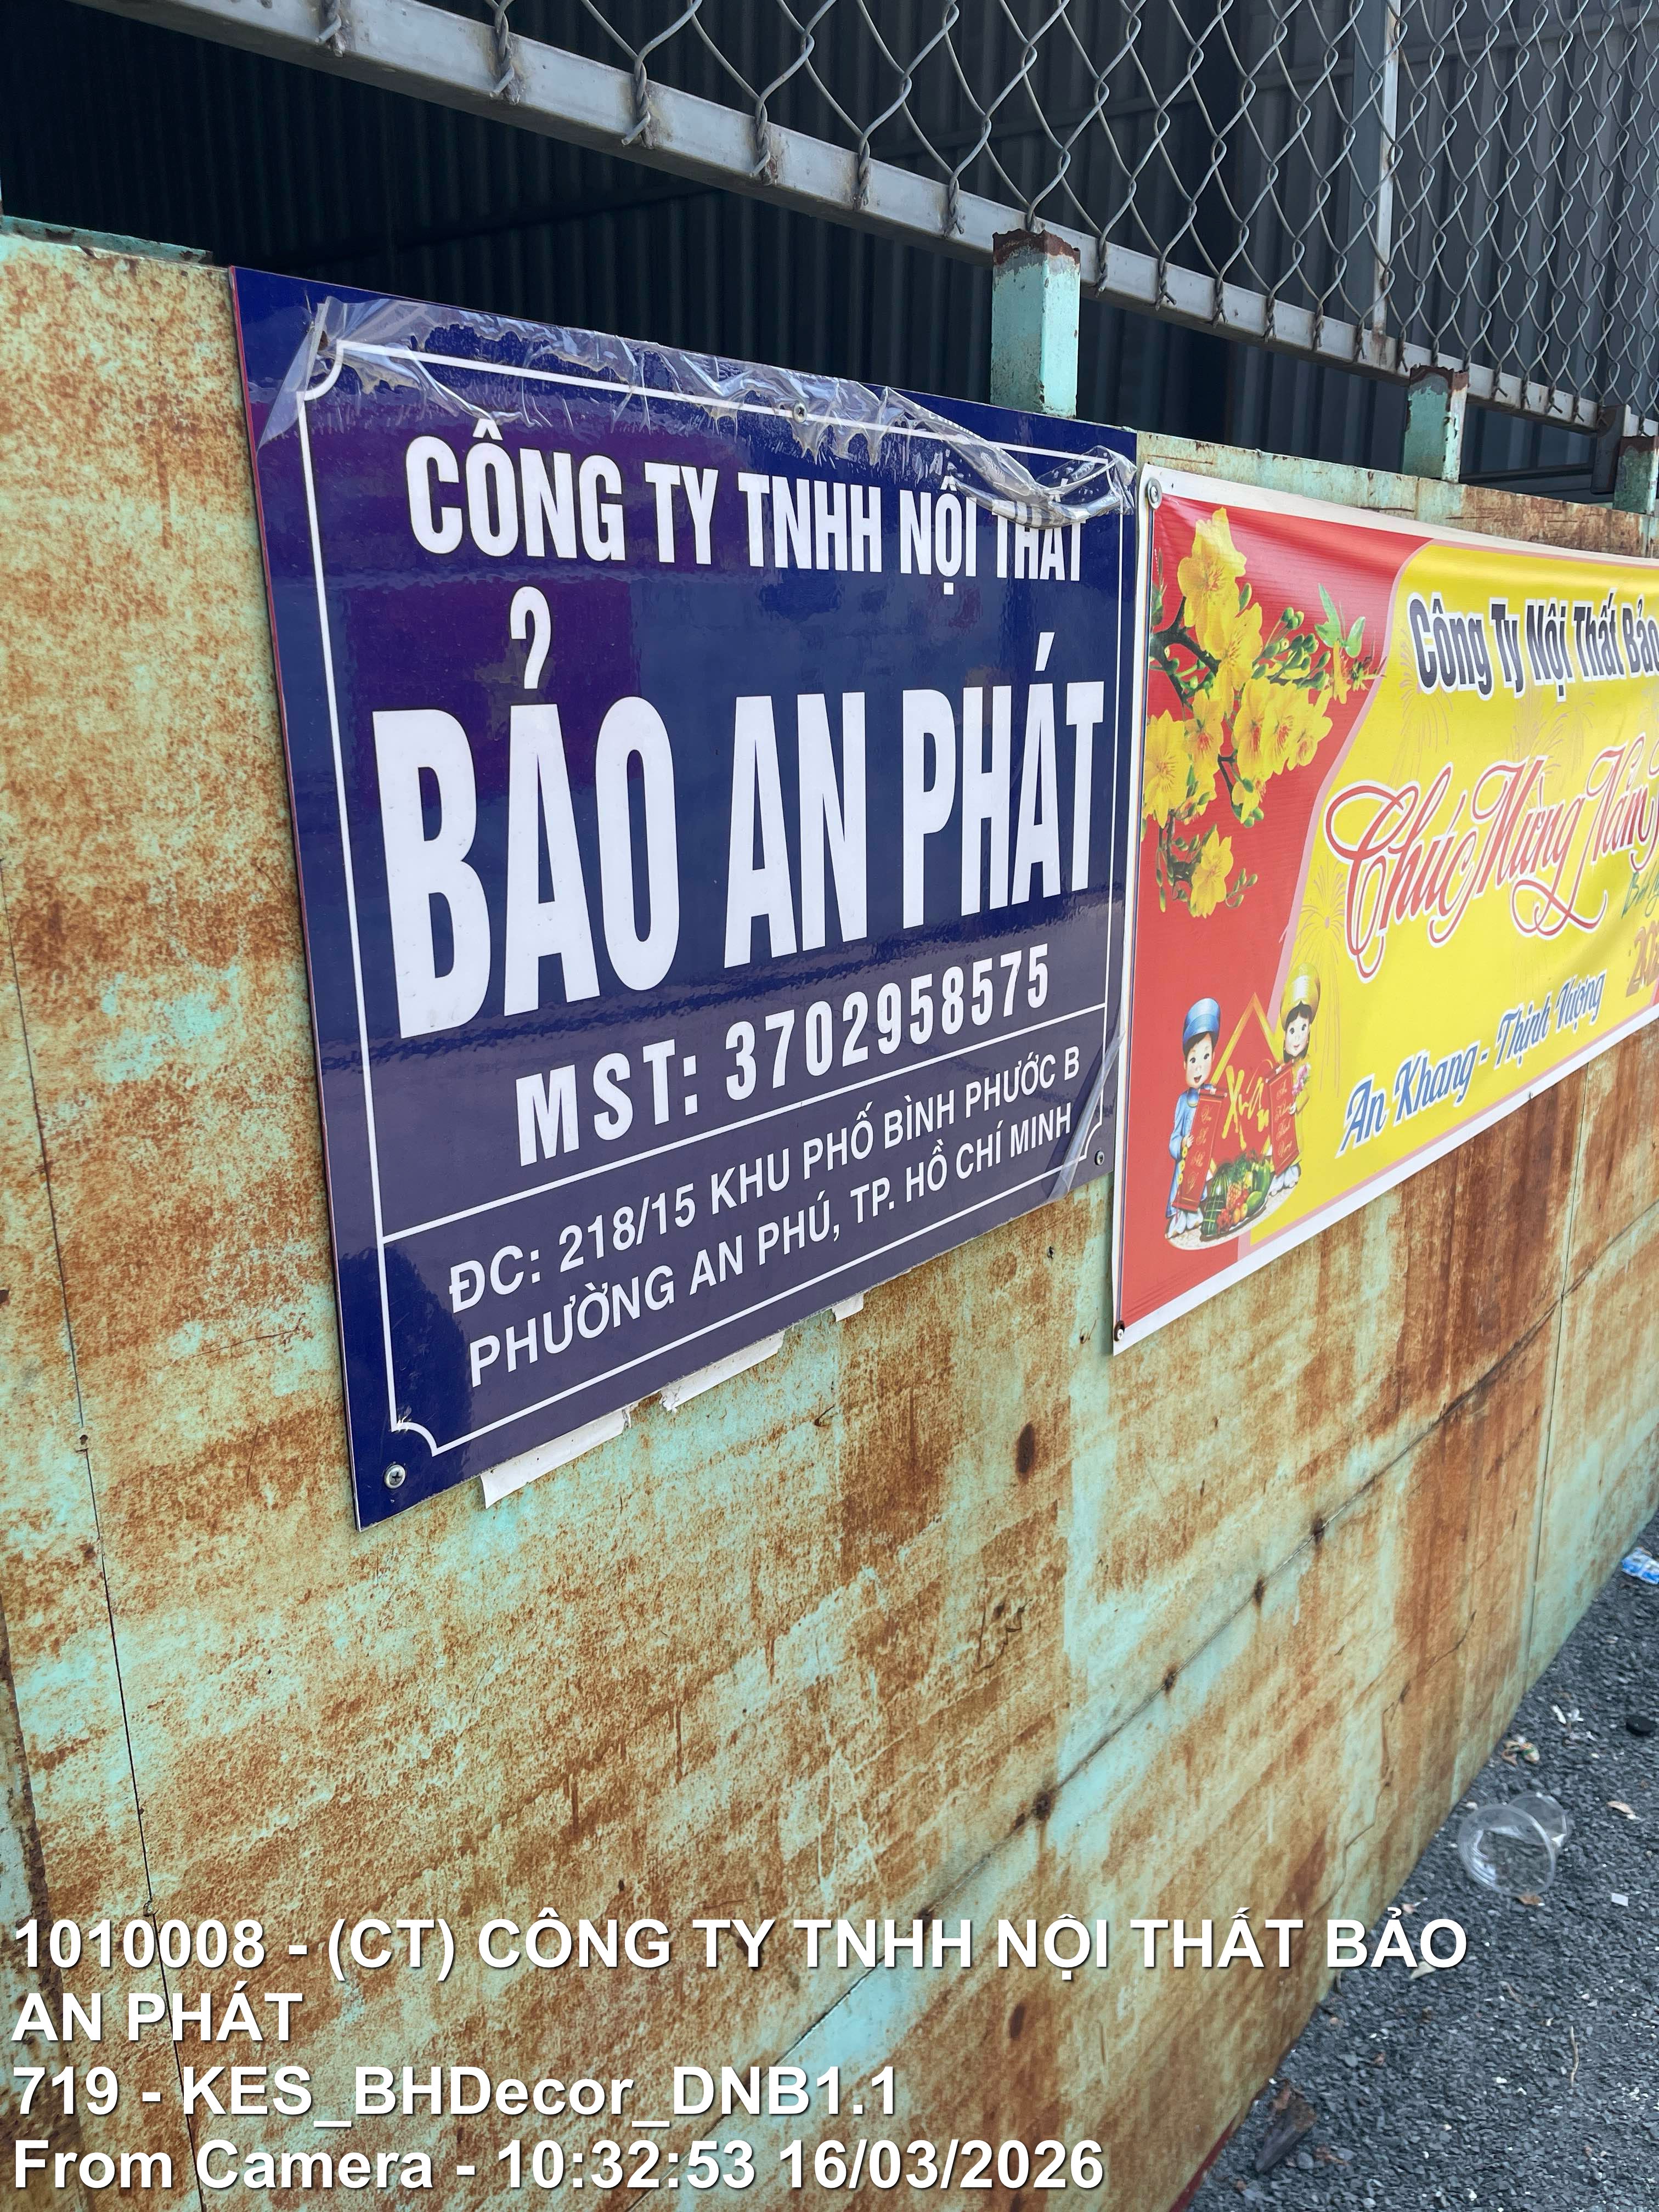 CÔNG TY TNHH NỘI THẤT
BẢO AN PHÁT
MST: 3702958575
ĐC: 218/15 KHU PHỐ BÌNH PHƯỚC B
PHƯỜNG AN PHÚ, TP. HỒ CHÍ MINH
Công Ty Nội Thất Bảo
Chúc Mừng Năm
An Khang - Thịnh Vượng
1010008 - (CT) CÔNG TY TNHH NỘI THẤT BẢO
AN PHÁT
719 - KES_BHDecor_DNB1.1
From Camera - 10:32:53 16/03/2026